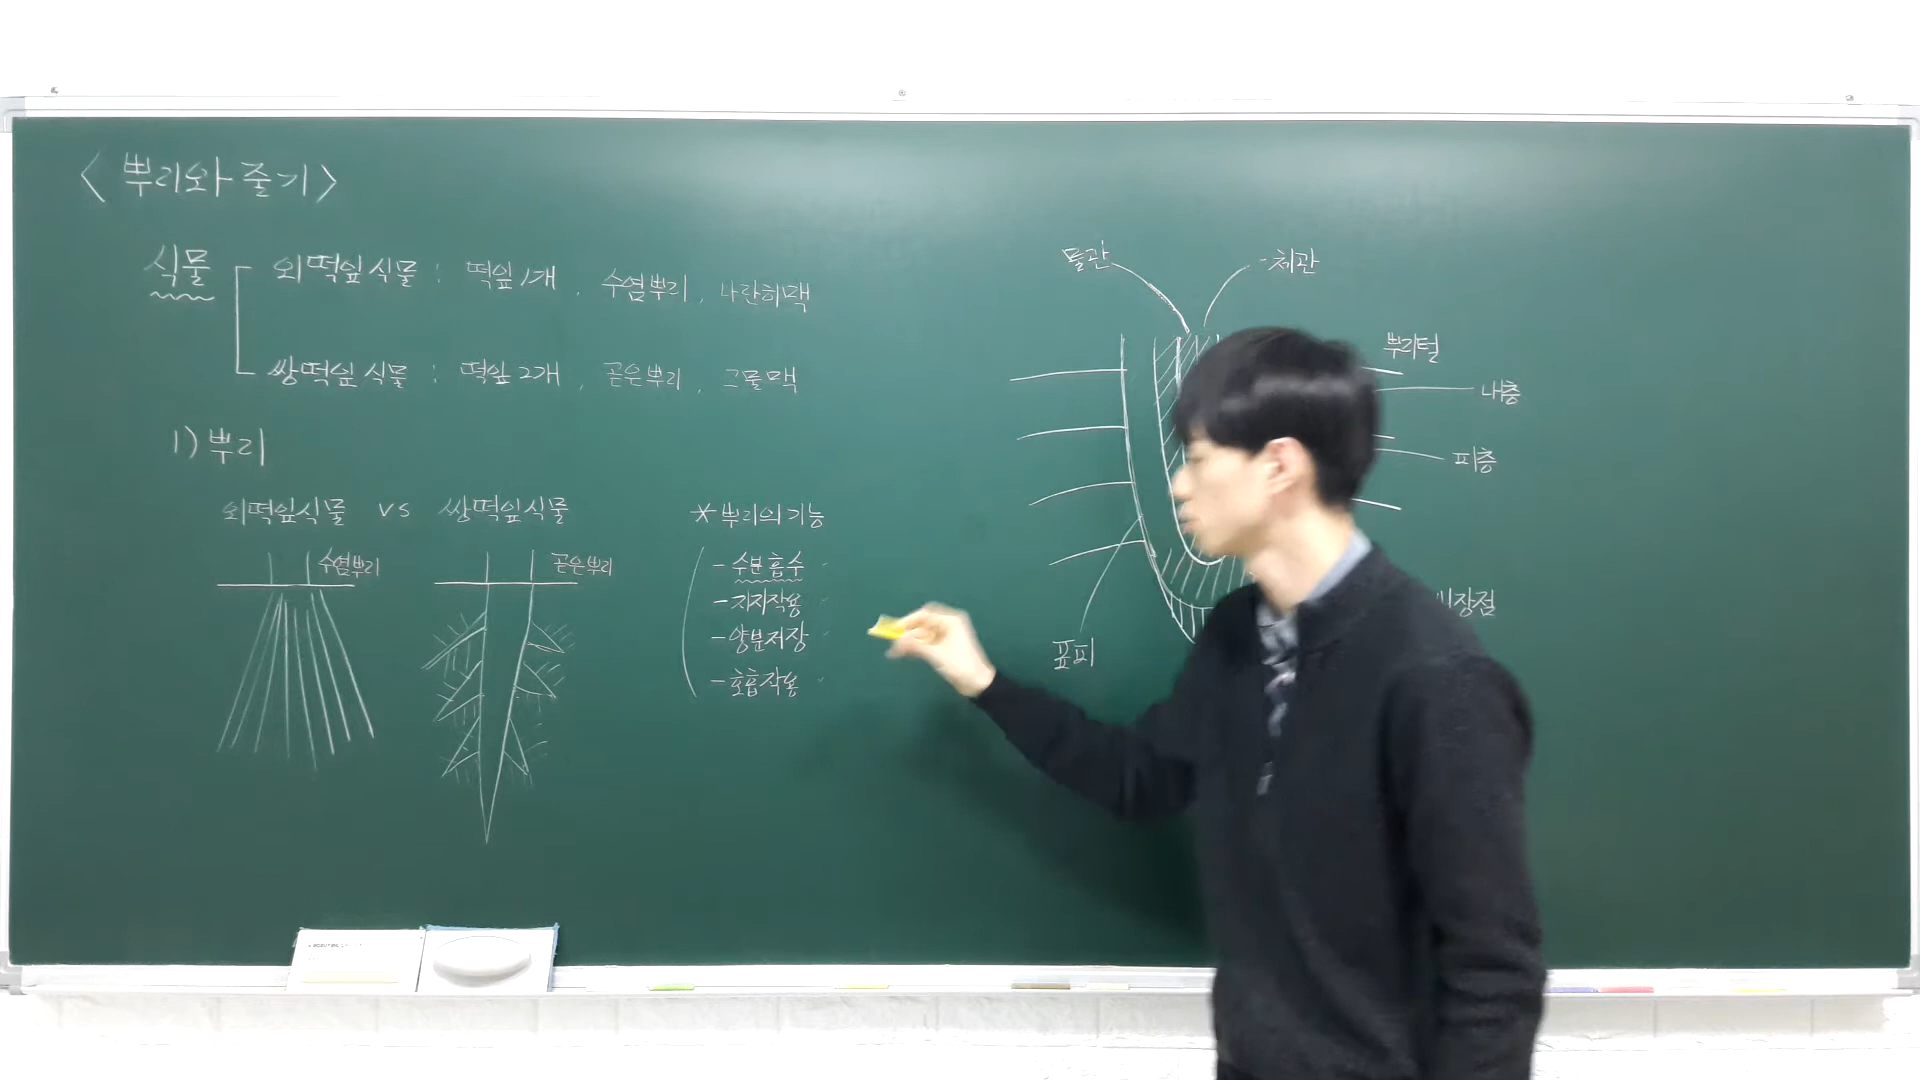 <뿌리와 줄기>
식물
외떡잎식물 : 떡잎 1개, 수염뿌리, 나란히맥
쌍떡잎식물 : 떡잎 2개, 곧은뿌리, 그물맥
1) 뿌리
외떡잎식물 vs 쌍떡잎식물
수염뿌리
곧은뿌리
* 뿌리의 기능
- 수분흡수
- 지지작용
- 양분저장
- 호흡작용
물관
체관
뿌리털
내층
피층
장점
표피